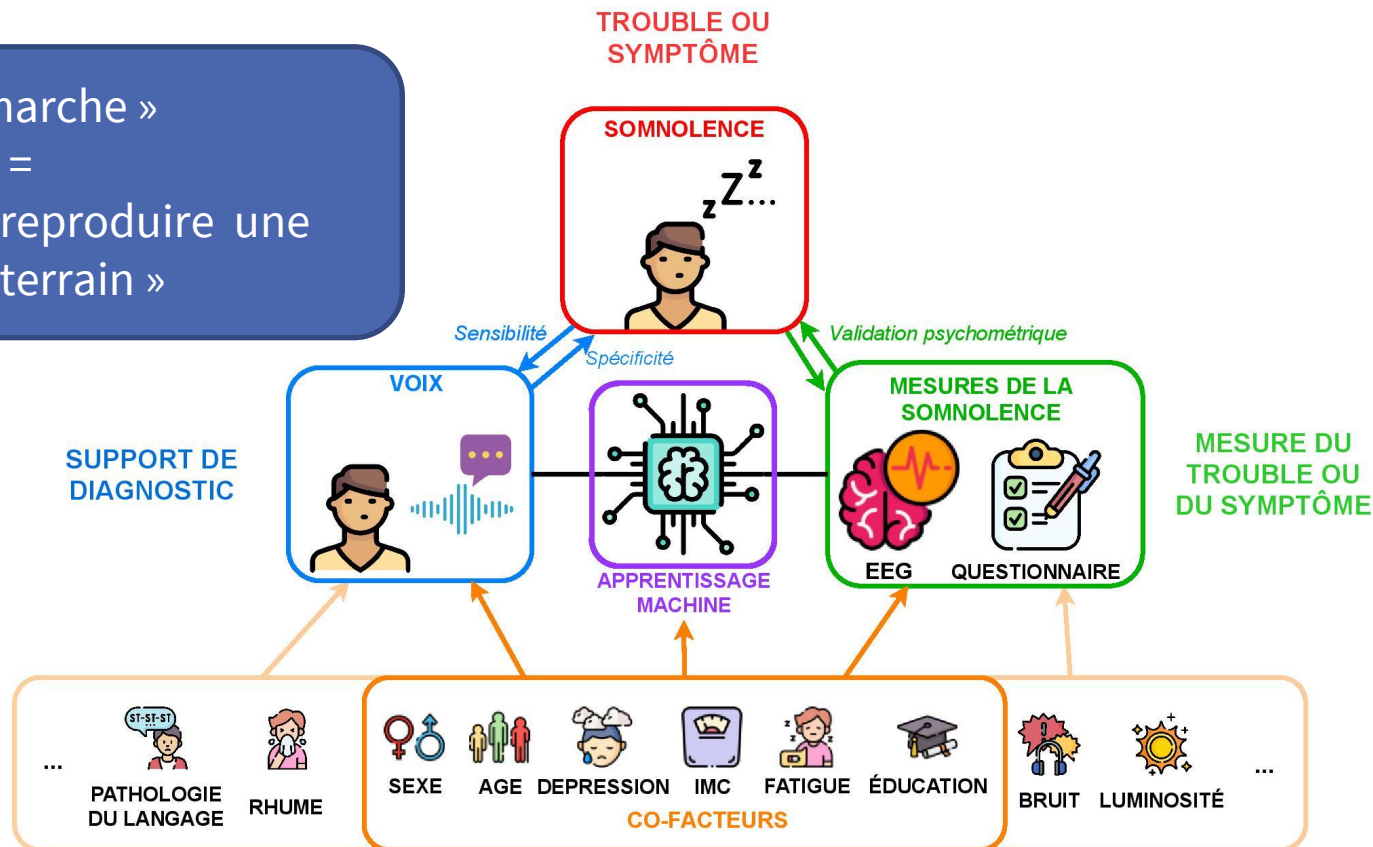 TROUBLE OU
SYMPTÔME
marche »
=
reproduire une
terrain »
SOMNOLENCE
zZz...
Sensibilité
Spécificité
Validation psychométrique
VOIX
MESURES DE LA
SOMNOLENCE
SUPPORT DE
DIAGNOSTIC
MESURE DU
TROUBLE OU
DU SYMPTÔME
EEG
QUESTIONNAIRE
APPRENTISSAGE
MACHINE
ST-ST-ST
...
PATHOLOGIE
DU LANGAGE
RHUME
SEXE
AGE
DEPRESSION
IMC
FATIGUE
ÉDUCATION
CO-FACTEURS
BRUIT
LUMINOSITÉ
...